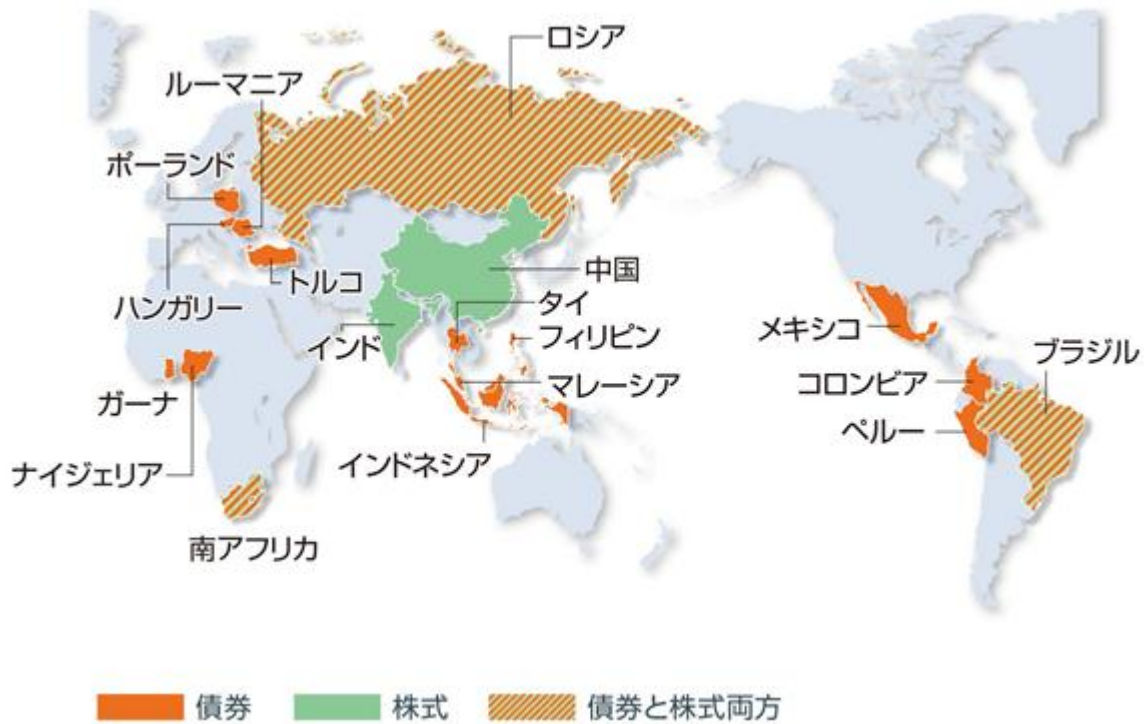 ロシア
ルーマニア
ポーランド
中国
トルコ
ハンガリー
タイ
インド
フィリピン
メキシコ
ブラジル
マレーシア
コロンビア
ガーナ
ペルー
インドネシア
ナイジェリア
南アフリカ
債券
株式
債券と株式両方